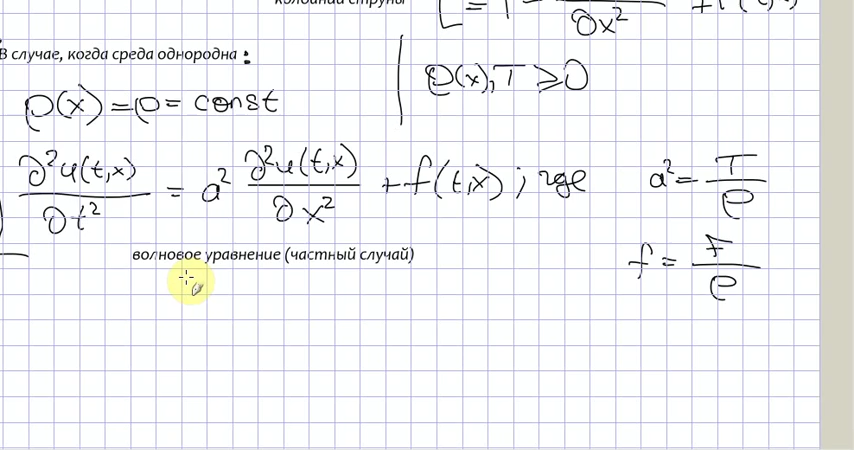 колебаний струны
∂x²
В случае, когда среда однородна :
ρ(x), T ≥ 0
ρ(x) = ρ = const
∂²u(t,x)/∂t² = a² ∂²u(t,x)/∂x² + f(t,x) ; где a² = T/ρ
волновое уравнение (частный случай)
f = F/ρ